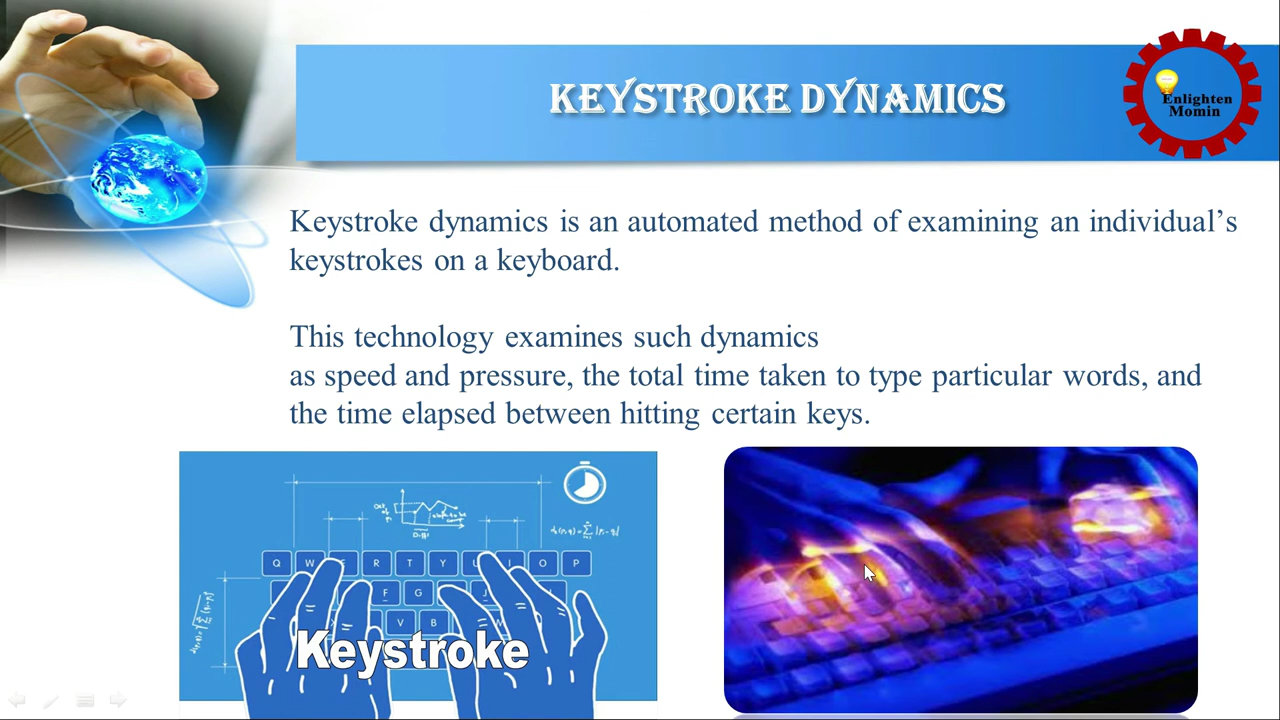 KEYSTROKE DYNAMICS
Enlighten
Momin
Keystroke dynamics is an automated method of examining an individual’s
keystrokes on a keyboard.
This technology examines such dynamics
as speed and pressure, the total time taken to type particular words, and
the time elapsed between hitting certain keys.
Q W E R T Y U I O P
F G J
V B
Keystroke